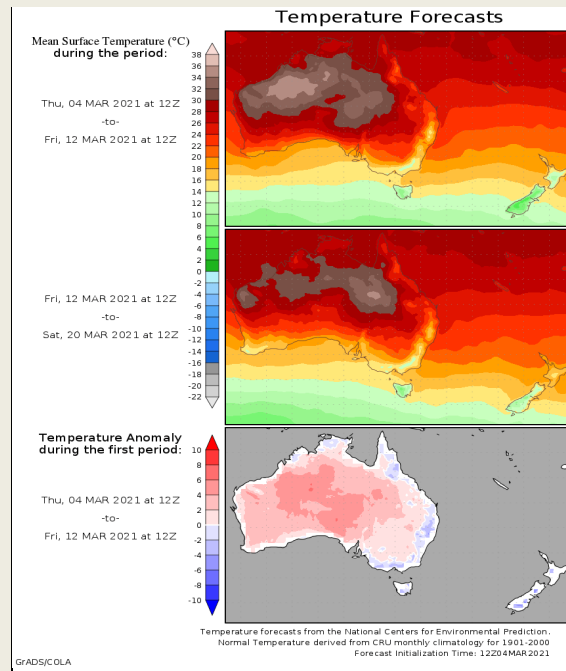 Temperature Forecasts
Mean Surface Temperature (°C)
during the period:
Thu, 04 MAR 2021 at 12Z
-to-
Fri, 12 MAR 2021 at 12Z
38
36
34
32
30
28
26
24
22
20
18
16
14
12
10
8
6
4
2
0
-2
-4
-6
-8
-10
-12
-14
-16
-18
-20
-22
Fri, 12 MAR 2021 at 12Z
-to-
Sat, 20 MAR 2021 at 12Z
Temperature Anomaly
during the first period:
Thu, 04 MAR 2021 at 12Z
-to-
Fri, 12 MAR 2021 at 12Z
10
8
6
4
2
0
-2
-4
-6
-8
-10
Temperature forecasts from the National Centers for Environmental Prediction.
Normal Temperature derived from CRU monthly climatology for 1901-2000
Forecast Initialization Time: 12Z04MAR2021
GrADS/COLA